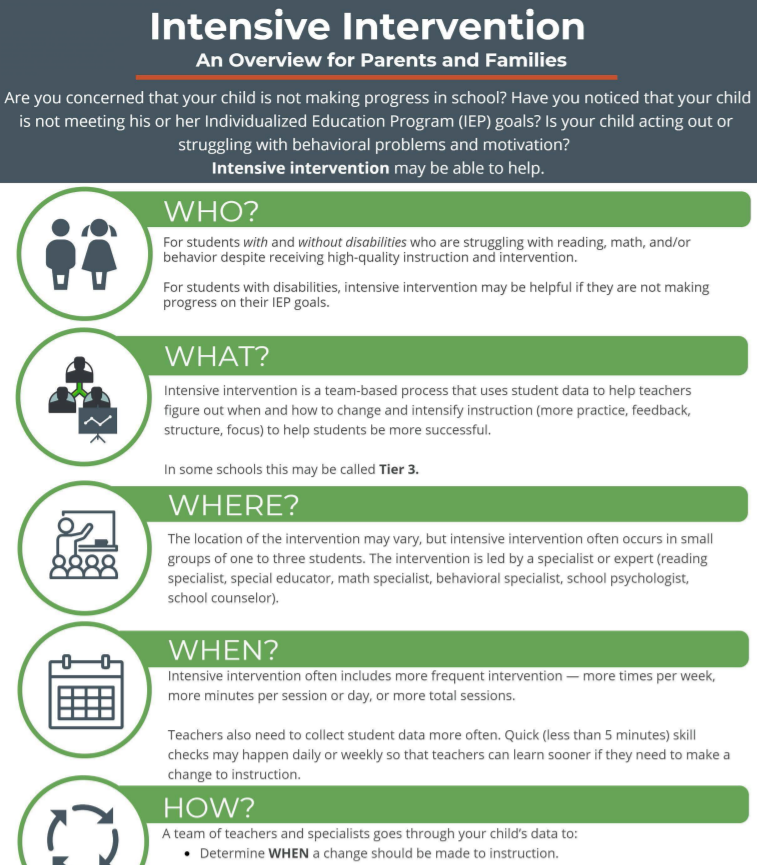 Intensive Intervention
An Overview for Parents and Families
Are you concerned that your child is not making progress in school? Have you noticed that your child
is not meeting his or her Individualized Education Program (IEP) goals? Is your child acting out or
struggling with behavioral problems and motivation?
Intensive intervention may be able to help.
WHO?
For students with and without disabilities who are struggling with reading, math, and/or
behavior despite receiving high-quality instruction and intervention.
For students with disabilities, intensive intervention may be helpful if they are not making
progress on their IEP goals.
WHAT?
Intensive intervention is a team-based process that uses student data to help teachers
figure out when and how to change and intensify instruction (more practice, feedback,
structure, focus) to help students be more successful.
In some schools this may be called Tier 3.
WHERE?
The location of the intervention may vary, but intensive intervention often occurs in small
groups of one to three students. The intervention is led by a specialist or expert (reading
specialist, special educator, math specialist, behavioral specialist, school psychologist,
school counselor).
WHEN?
Intensive intervention often includes more frequent intervention — more times per week,
more minutes per session or day, or more total sessions.
Teachers also need to collect student data more often. Quick (less than 5 minutes) skill
checks may happen daily or weekly so that teachers can learn sooner if they need to make a
change to instruction.
HOW?
A team of teachers and specialists goes through your child's data to:
• Determine WHEN a change should be made to instruction.